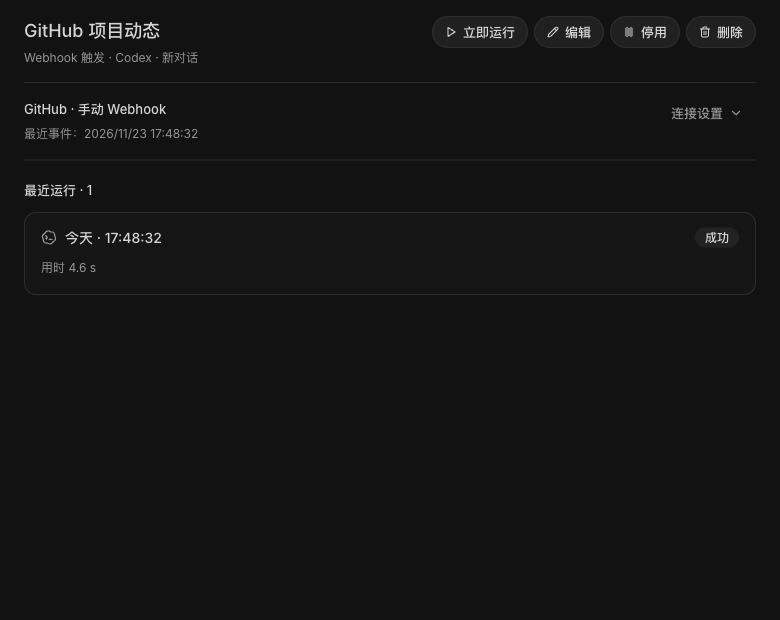 GitHub 项目动态
立即运行
编辑
停用
删除
Webhook 触发 · Codex · 新对话
GitHub · 手动 Webhook
连接设置
最近事件：2026/11/23 17:48:32
最近运行 · 1
今天 · 17:48:32
成功
用时 4.6 s